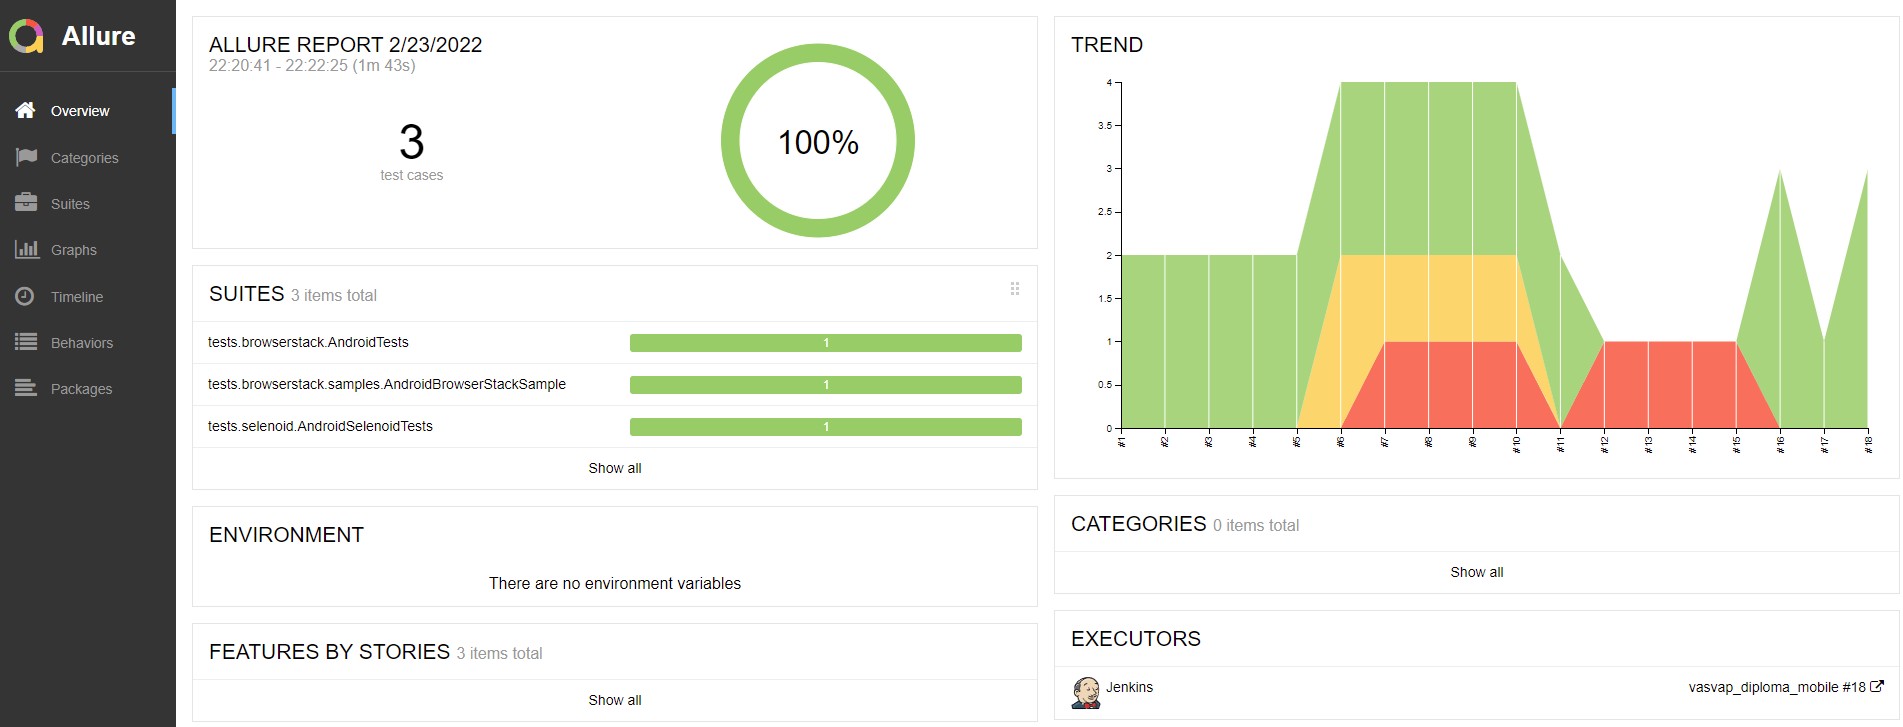 Allure
Overview
Categories
Suites
Graphs
Timeline
Behaviors
Packages
ALLURE REPORT 2/23/2022
22:20:41 - 22:22:25 (1m 43s)
3
test cases
100%
SUITES 3 items total
tests.browserstack.AndroidTests 1
tests.browserstack.samples.AndroidBrowserStackSample 1
tests.selenoid.AndroidSelenoidTests 1
Show all
ENVIRONMENT
There are no environment variables
FEATURES BY STORIES 3 items total
Show all
TREND
4
3.5
3
2.5
2
1.5
1
0.5
0
#1 #2 #3 #4 #5 #6 #7 #8 #9 #10 #11 #12 #13 #14 #15 #16 #17 #18
CATEGORIES 0 items total
Show all
EXECUTORS
Jenkins vasvap_diploma_mobile #18